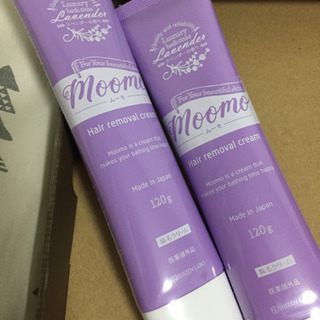 Luxury
Lavender
For Your beautiful skin
Moomo
ムーモ
Hair removal cream
Moomo is a cream that
makes your bathing time happy
Made in Japan
120g
除毛クリーム
医薬部外品
Luxury
Lavender
For Your beautiful skin
Moomo
ムーモ
Hair removal cream
Moomo is a cream that
makes your bathing time happy
Made in Japan
120g
除毛クリーム
医薬部外品